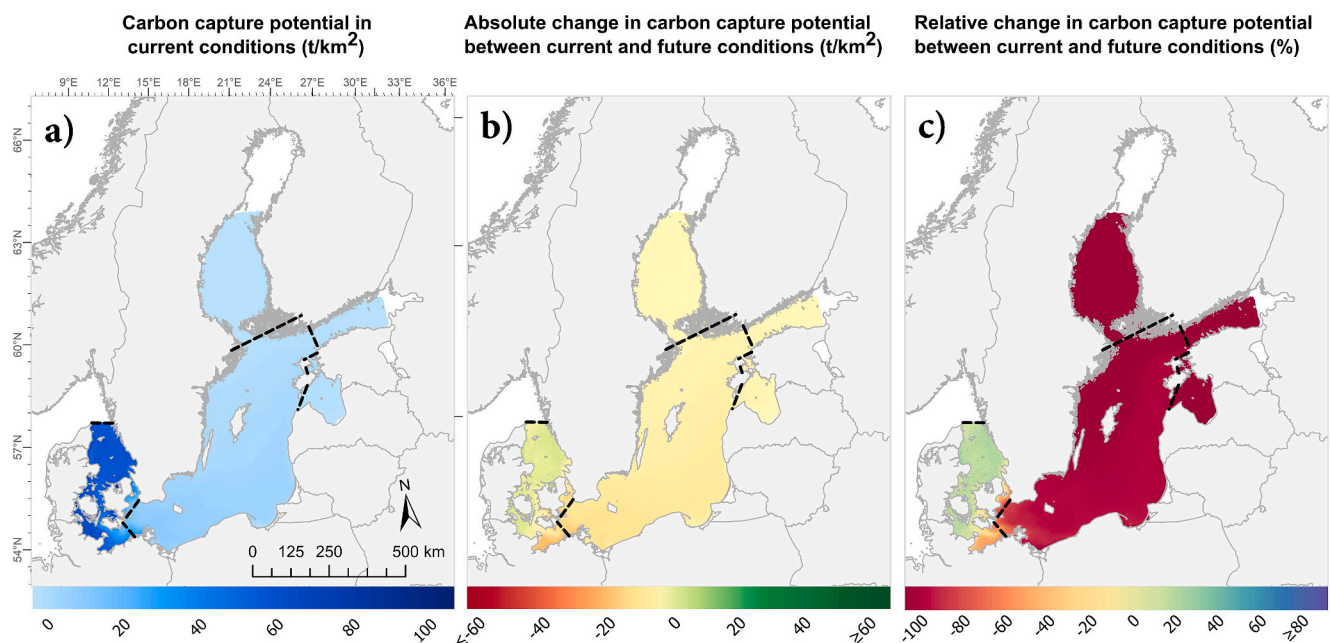 Carbon capture potential in
current conditions (t/km²)
Absolute change in carbon capture potential
between current and future conditions (t/km²)
Relative change in carbon capture potential
between current and future conditions (%)
9°E 12°E 15°E 18°E 21°E 24°E 27°E 30°E 33°E 36°E
a)
b)
c)
66°N
63°N
60°N
57°N
54°N
N
0 125 250 500 km
0 20 40 60 80 100
≤-60 -40 -20 0 20 40 ≥60
-100 -80 -60 -40 -20 0 20 40 60 ≥80